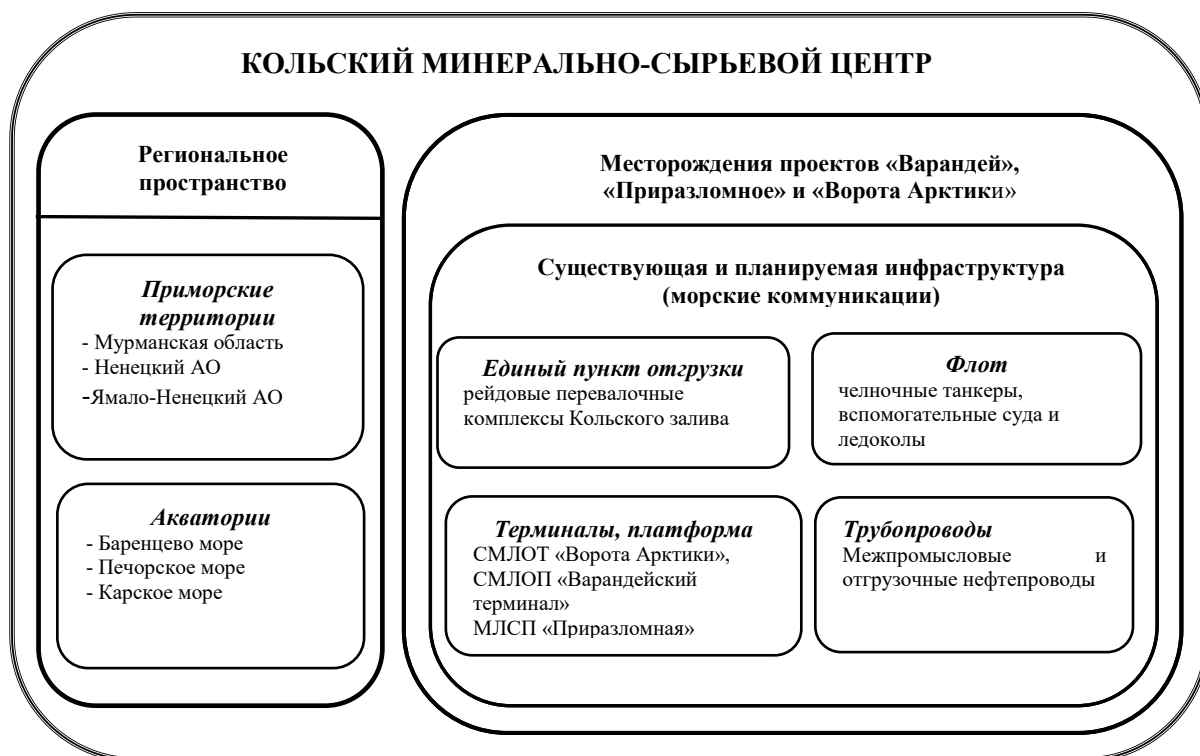 КОЛЬСКИЙ МИНЕРАЛЬНО-СЫРЬЕВОЙ ЦЕНТР
Региональное
пространство
Приморские
территории
- Мурманская область
- Ненецкий АО
-Ямало-Ненецкий АО
Акватории
- Баренцево море
- Печорское море
- Карское море
Месторождения проектов «Варандей»,
«Приразломное» и «Ворота Арктики»
Существующая и планируемая инфраструктура
(морские коммуникации)
Единый пункт отгрузки
рейдовые перевалочные
комплексы Кольского залива
Флот
челночные танкеры,
вспомогательные суда и
ледоколы
Терминалы, платформа
СМЛОТ «Ворота Арктики»,
СМЛОП «Варандейский
терминал»
МЛСП «Приразломная»
Трубопроводы
Межпромысловые и
отгрузочные нефтепроводы